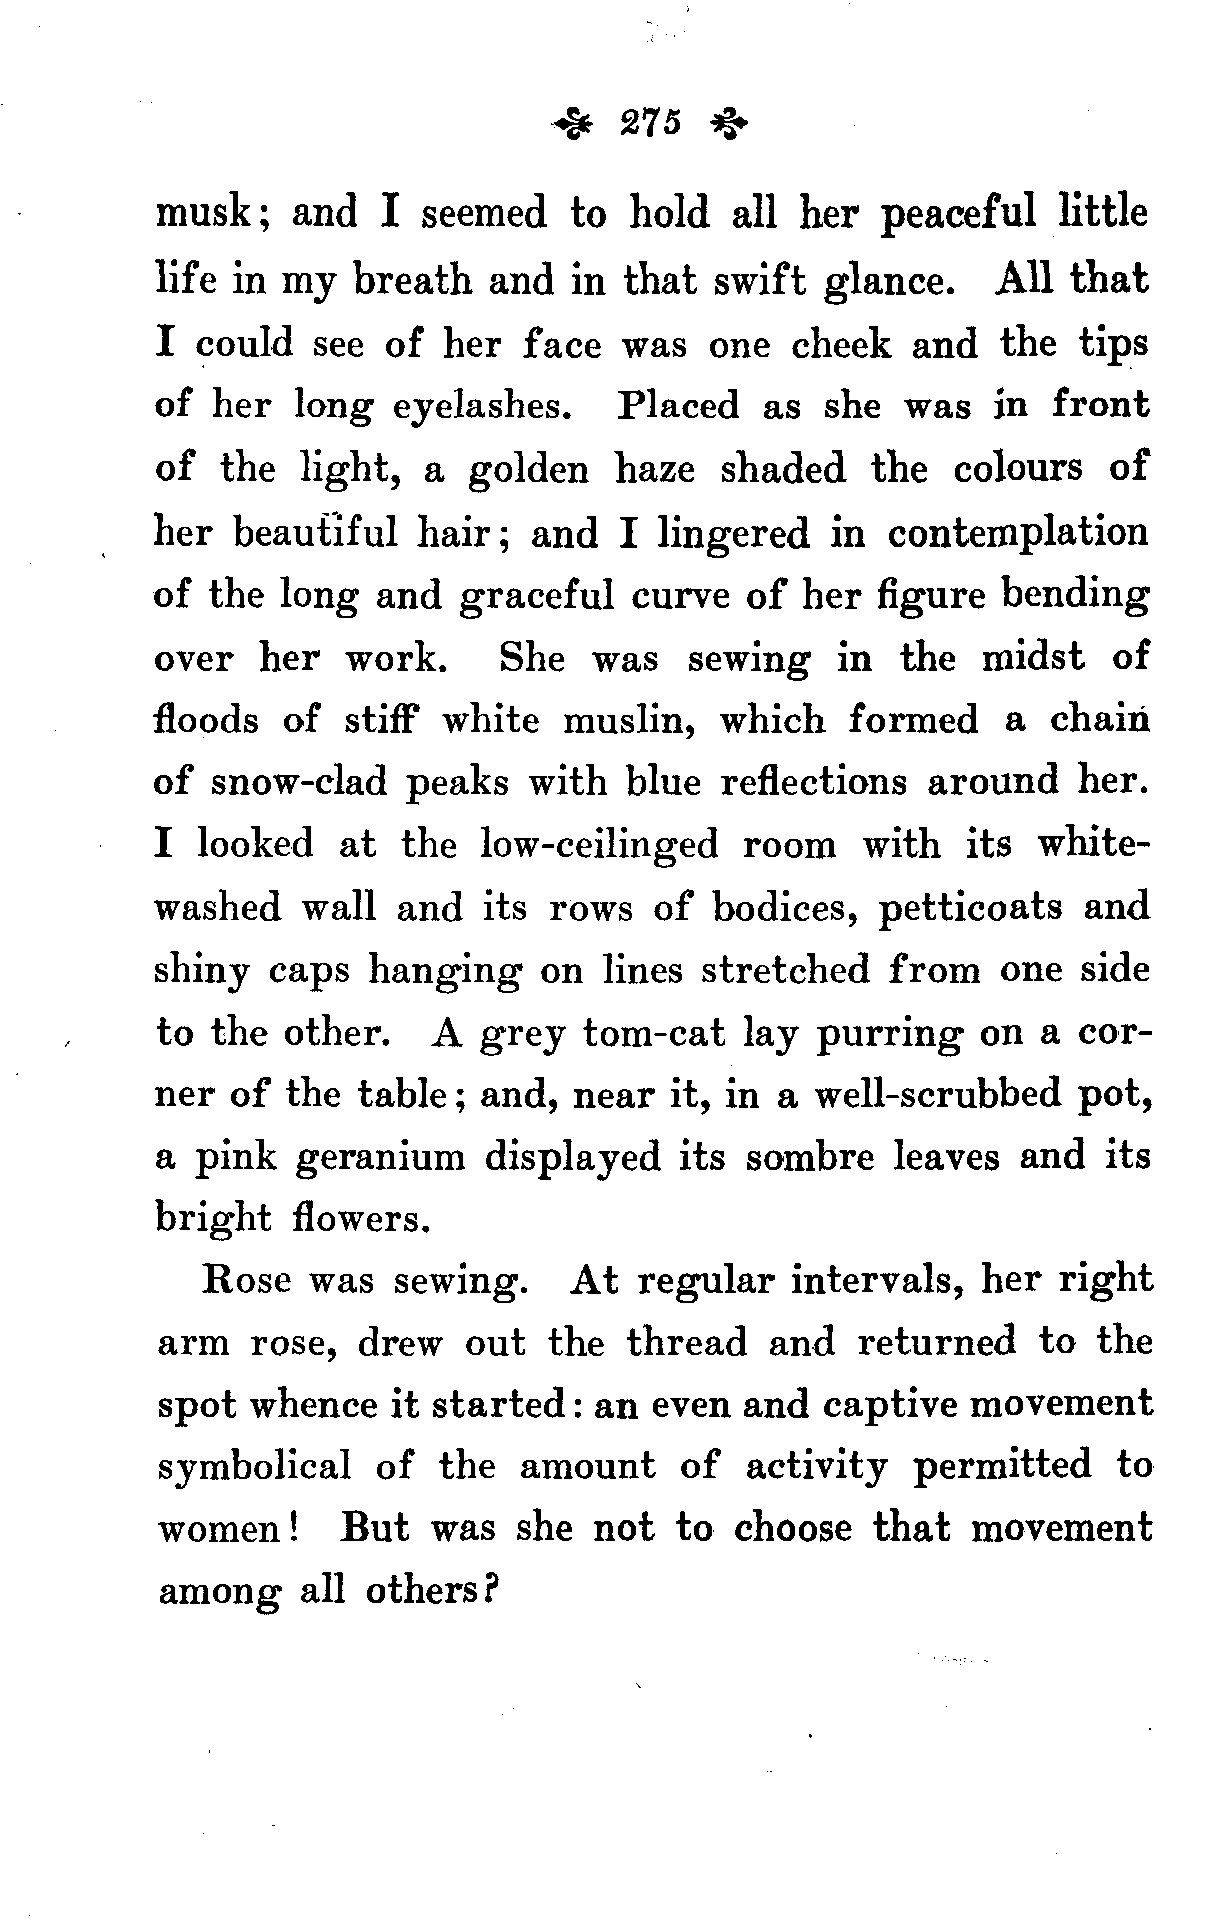 275
musk; and I seemed to hold all her peaceful little
life in my breath and in that swift glance. All that
I could see of her face was one cheek and the tips
of her long eyelashes. Placed as she was in front
of the light, a golden haze shaded the colours of
her beautiful hair; and I lingered in contemplation
of the long and graceful curve of her figure bending
over her work. She was sewing in the midst of
floods of stiff white muslin, which formed a chain
of snow-clad peaks with blue reflections around her.
I looked at the low-ceilinged room with its white-
washed wall and its rows of bodices, petticoats and
shiny caps hanging on lines stretched from one side
to the other. A grey tom-cat lay purring on a cor-
ner of the table; and, near it, in a well-scrubbed pot,
a pink geranium displayed its sombre leaves and its
bright flowers.
Rose was sewing. At regular intervals, her right
arm rose, drew out the thread and returned to the
spot whence it started: an even and captive movement
symbolical of the amount of activity permitted to
women! But was she not to choose that movement
among all others?